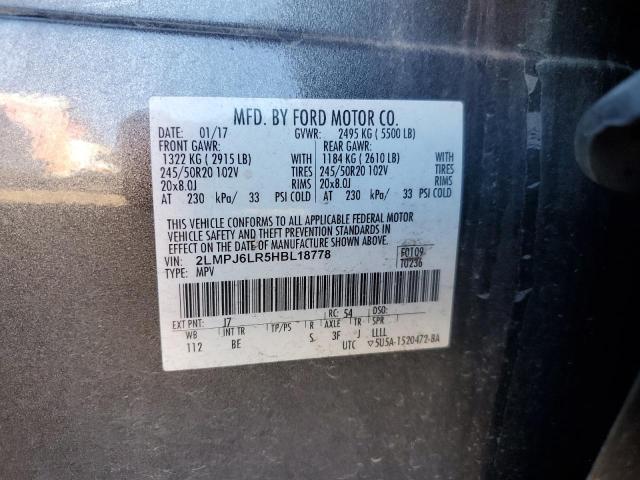 MFD. BY FORD MOTOR CO.
DATE: 01/17 GVWR: 2495 KG ( 5500 LB)
FRONT GAWR: REAR GAWR:
1322 KG ( 2915 LB) WITH 1184 KG ( 2610 LB) WITH
245/50R20 102V TIRES 245/50R20 102V TIRES
20x8.0J RIMS 20x8.0J RIMS
AT 230 kPa/ 33 PSI COLD AT 230 kPa/ 33 PSI COLD
THIS VEHICLE CONFORMS TO ALL APPLICABLE FEDERAL MOTOR
VEHICLE SAFETY AND THEFT PREVENTION STANDARDS IN
EFFECT ON THE DATE OF MANUFACTURE SHOWN ABOVE.
VIN: 2LMPJ6LR5HBL18778 F0109
TYPE: MPV T0236
EXT PNT: J7 RC: 54 DSO:
WB INT TR TP/PS R AXLE TR SPR
112 BE S 3F J LLLL
UTC ▽5U5A-1520472-BA